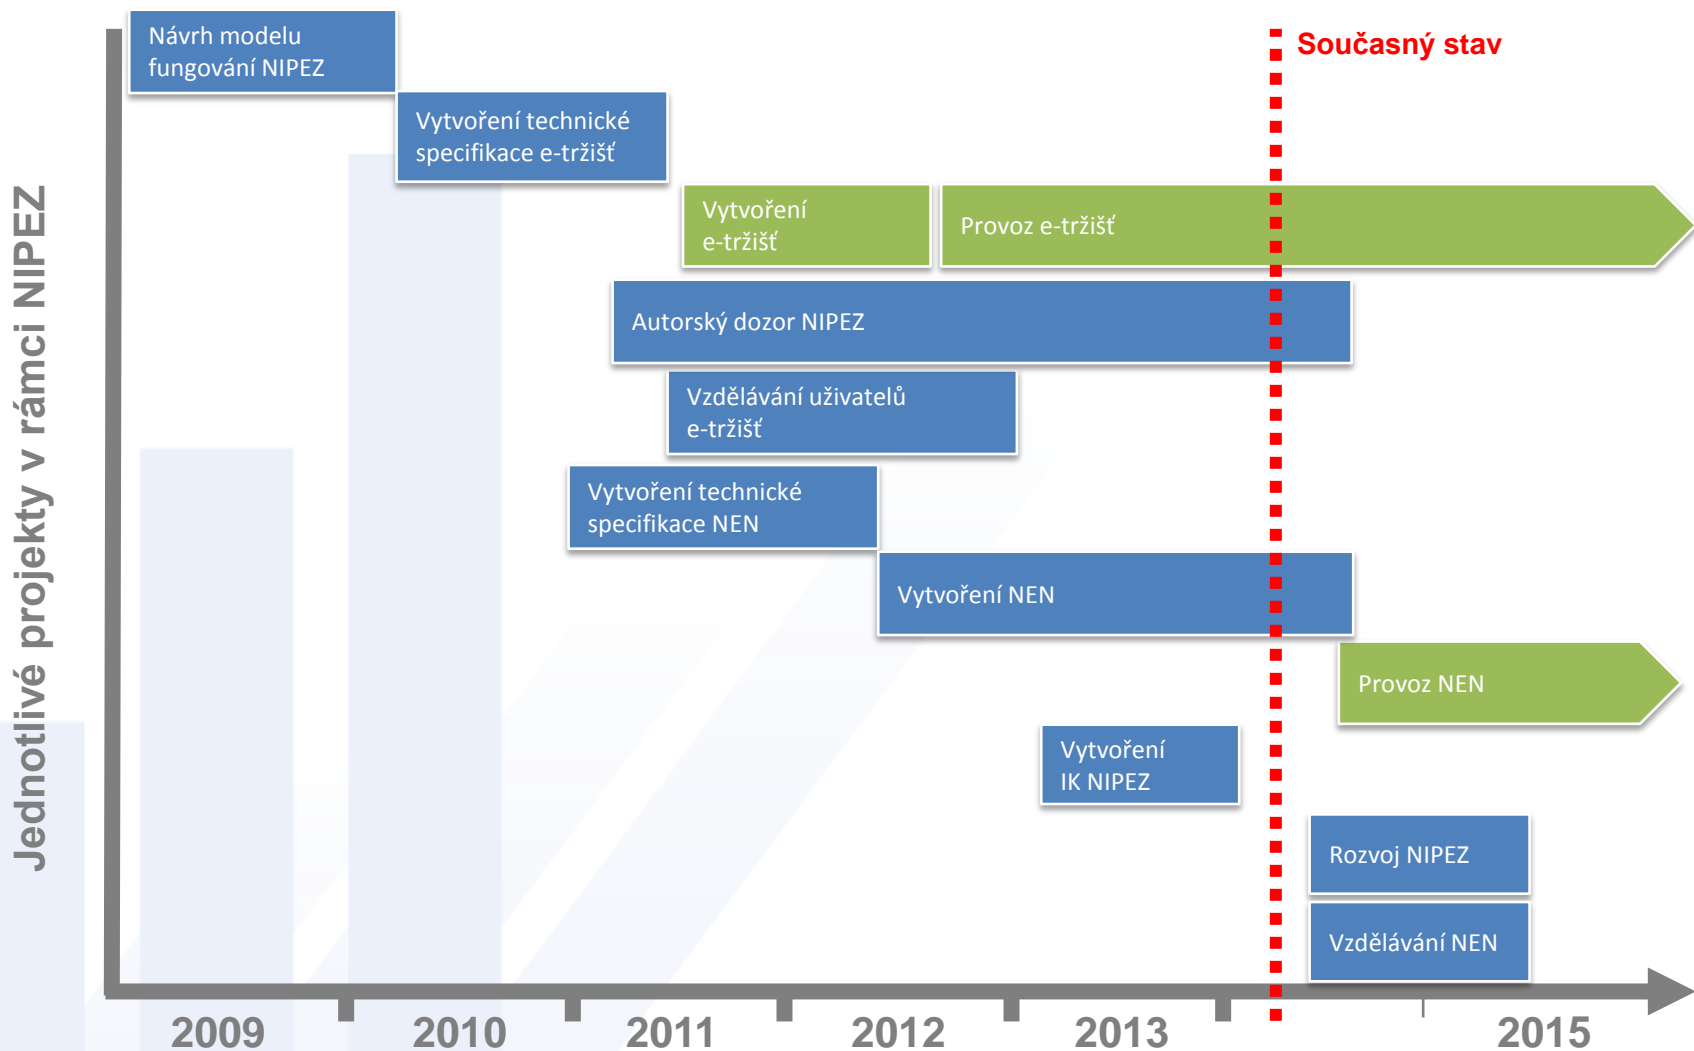 Jednotlivé projekty v rámci NIPEZ
Návrh modelu
fungování NIPEZ
Současný stav
Vytvoření technické
specifikace e-tržišť
Vytvoření
e-tržišť
Provoz e-tržišť
Autorský dozor NIPEZ
Vzdělávání uživatelů
e-tržišť
Vytvoření technické
specifikace NEN
Vytvoření NEN
Provoz NEN
Vytvoření
IK NIPEZ
Rozvoj NIPEZ
Vzdělávání NEN
2009
2010
2011
2012
2013
2015